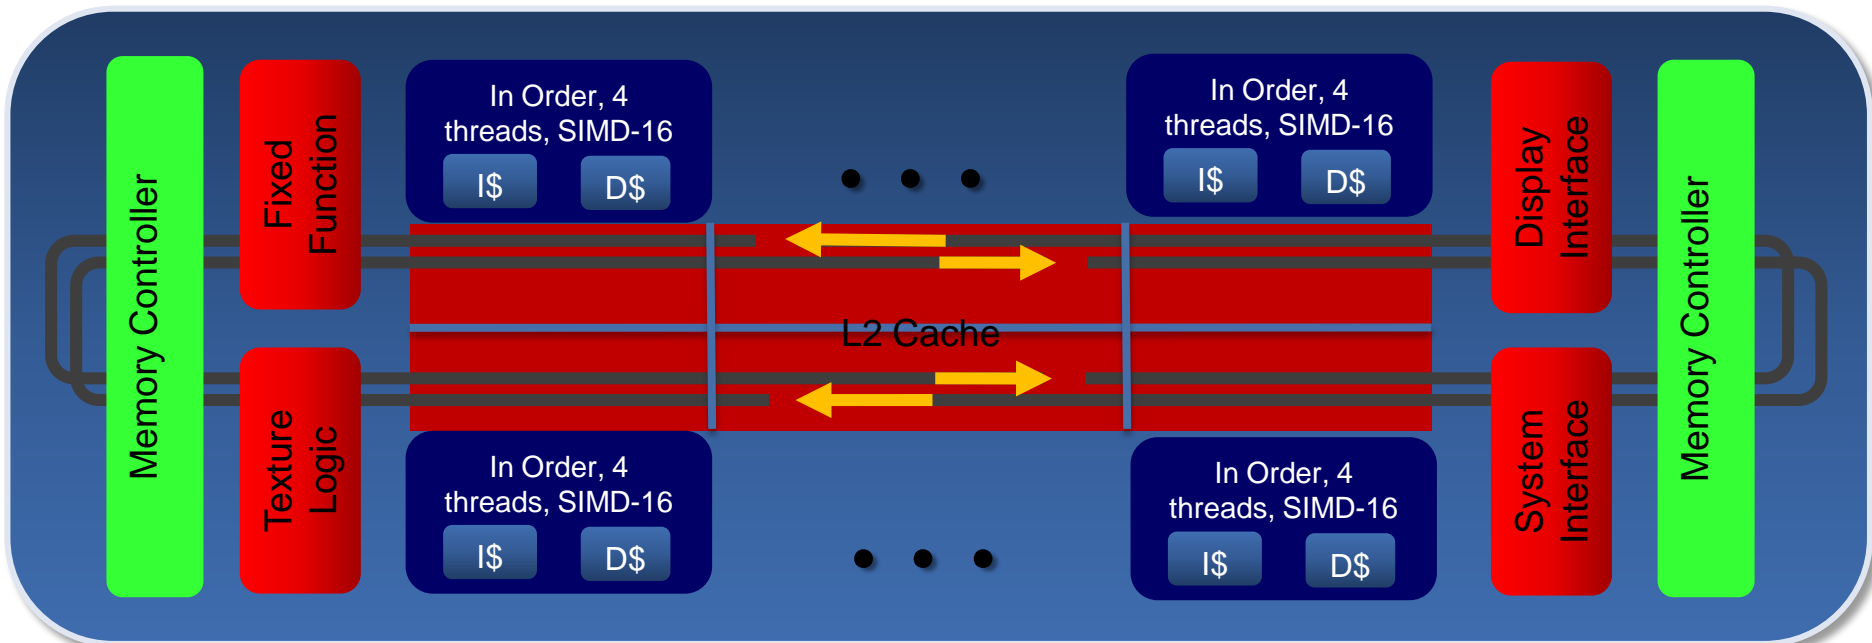 Memory Controller
Fixed
Function
Texture
Logic
In Order, 4
threads, SIMD-16
I$
D$
In Order, 4
threads, SIMD-16
I$
D$
L2 Cache
In Order, 4
threads, SIMD-16
I$
D$
In Order, 4
threads, SIMD-16
I$
D$
Display
Interface
System
Interface
Memory Controller